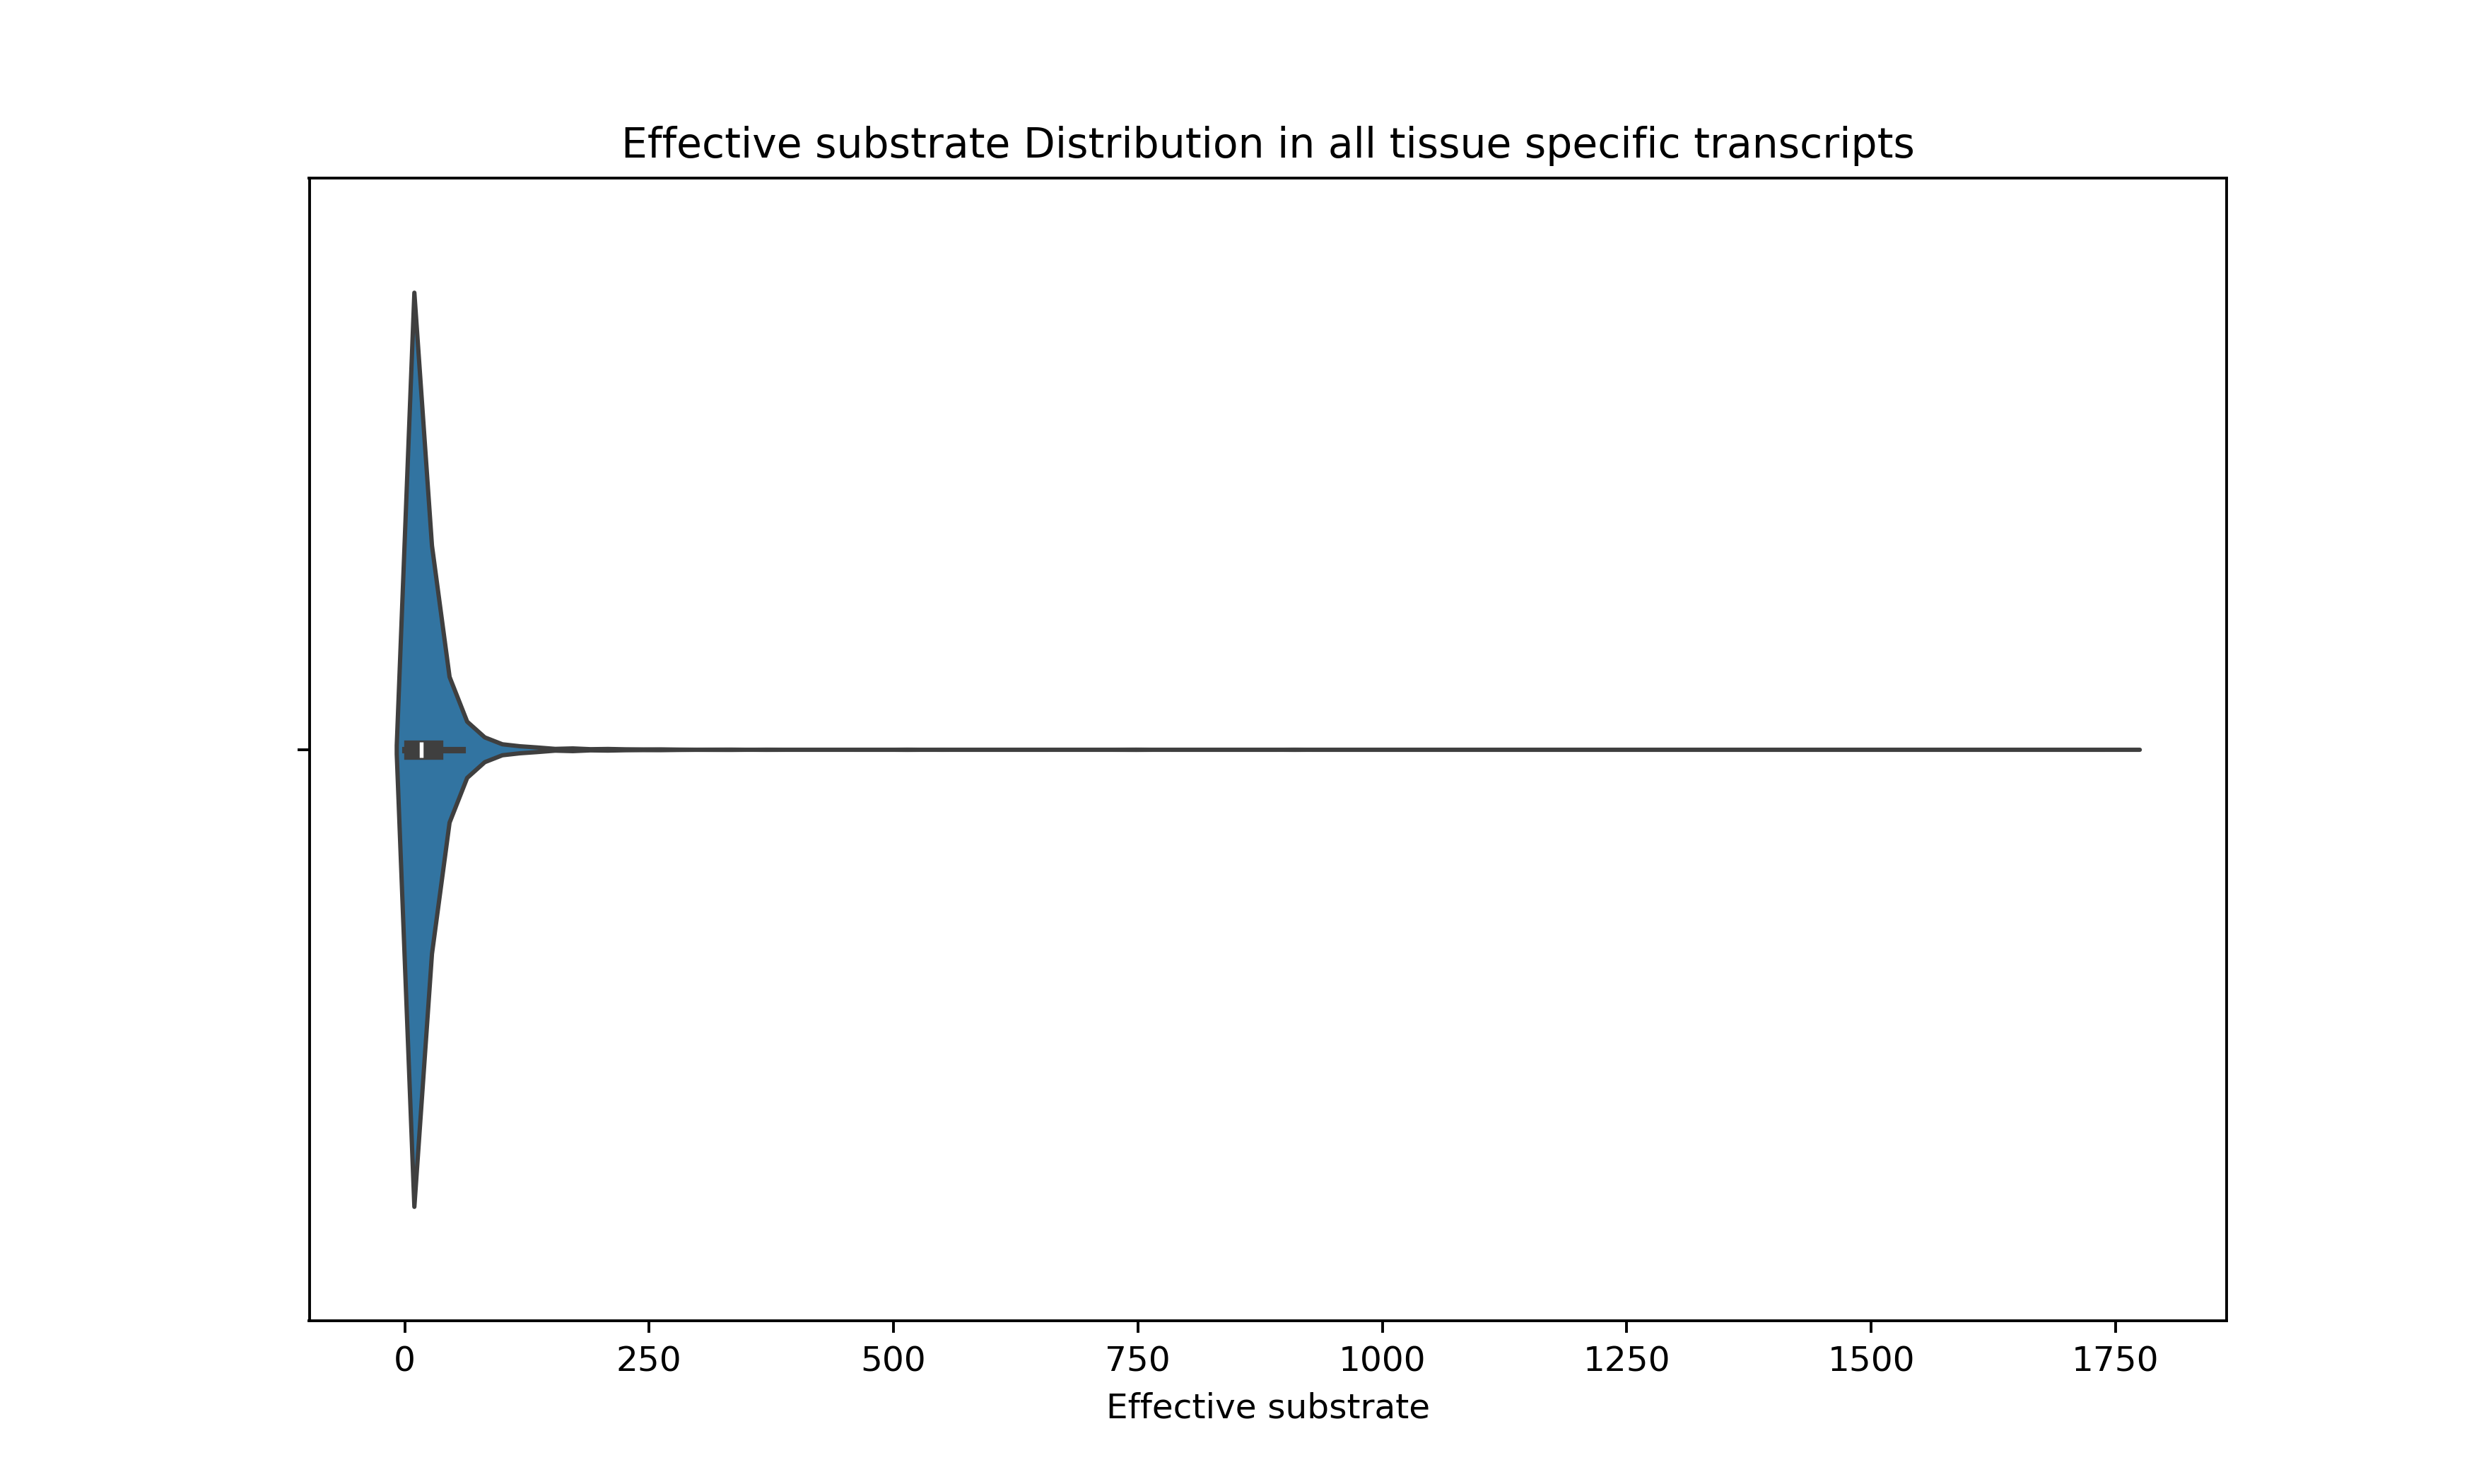 Effective substrate Distribution in all tissue specific transcripts
0 250 500 750 1000 1250 1500 1750
Effective substrate